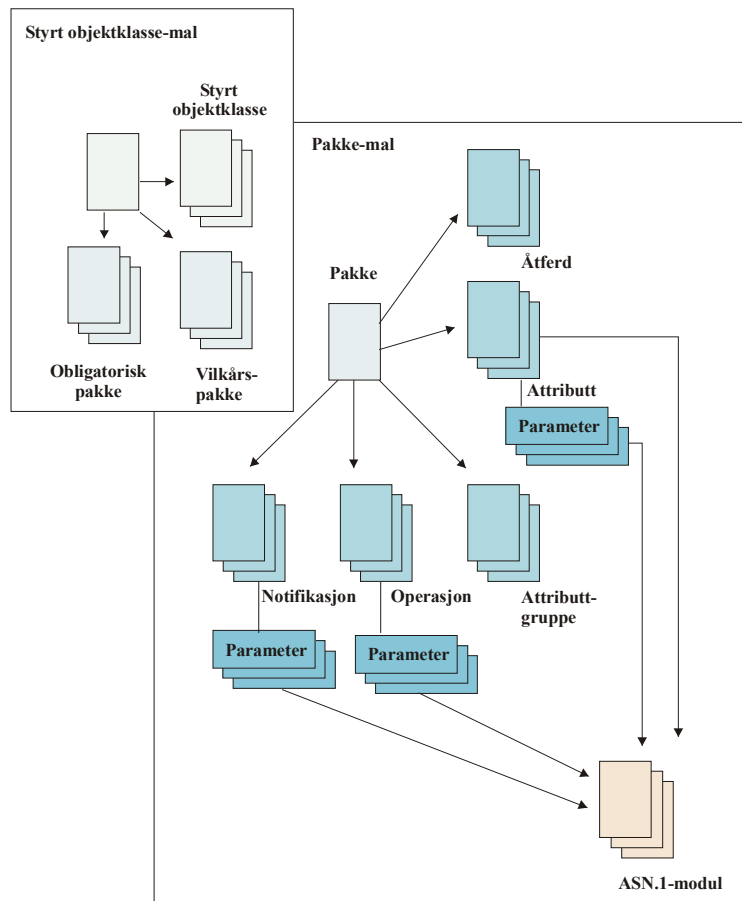 Styrt objektklasse-mal
Styrt
objektklasse
Obligatorisk
pakke
Vilkårs-
pakke
Pakke-mal
Åtferd
Pakke
Attributt
Parameter
Notifikasjon
Operasjon
Attributt-
gruppe
Parameter
Parameter
ASN.1-modul